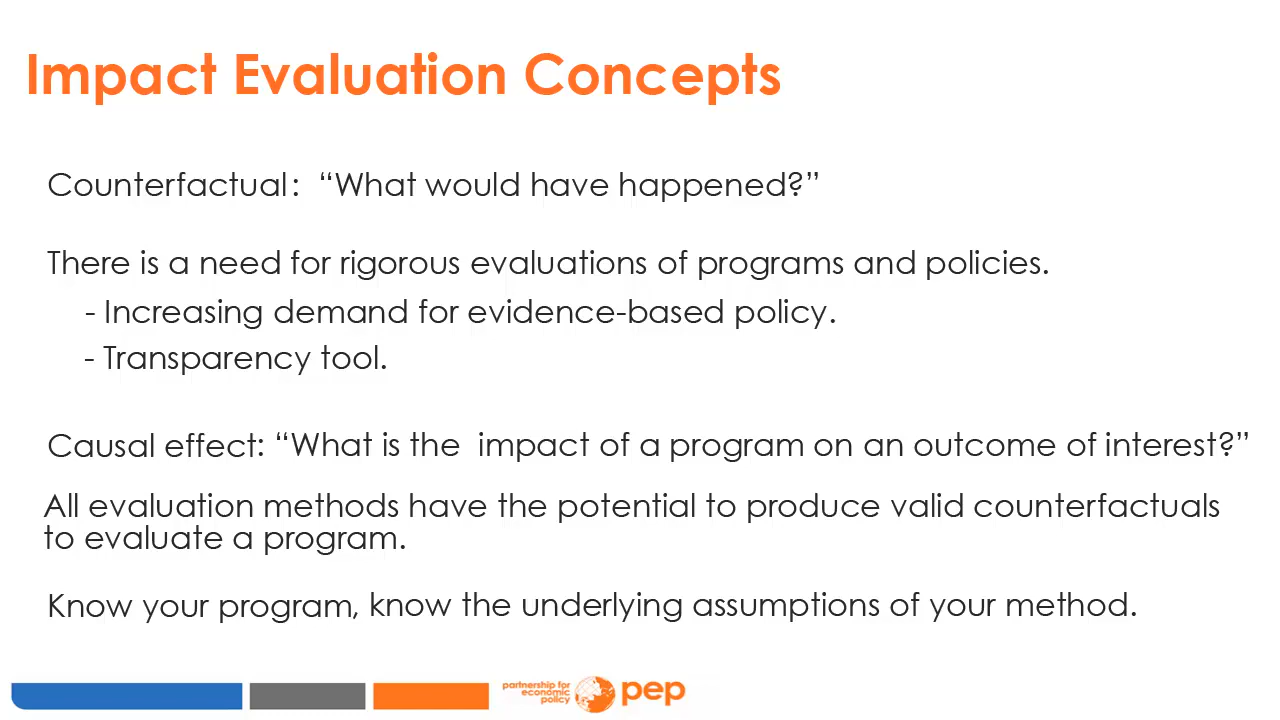 Impact Evaluation Concepts
Counterfactual: “What would have happened?”
There is a need for rigorous evaluations of programs and policies.
- Increasing demand for evidence-based policy.
- Transparency tool.
Causal effect: “What is the impact of a program on an outcome of interest?”
All evaluation methods have the potential to produce valid counterfactuals
to evaluate a program.
Know your program, know the underlying assumptions of your method.
partnership for
economic
policy
pep